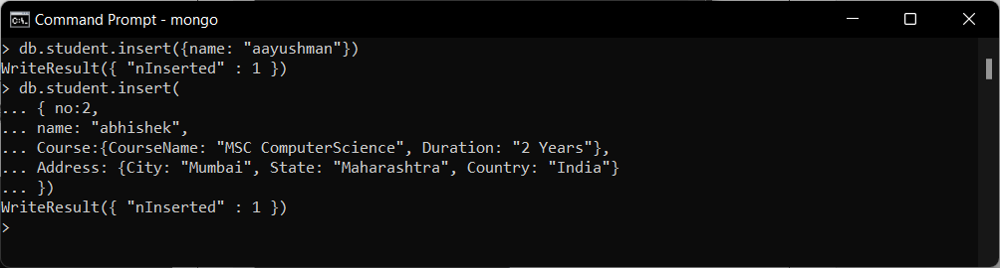 Command Prompt - mongo
> db.student.insert({name: "aayushman"})
WriteResult({ "nInserted" : 1 })
> db.student.insert(
... { no:2,
... name: "abhishek",
... Course:{CourseName: "MSC ComputerScience", Duration: "2 Years"},
... Address: {City: "Mumbai", State: "Maharashtra", Country: "India"}
... })
WriteResult({ "nInserted" : 1 })
>